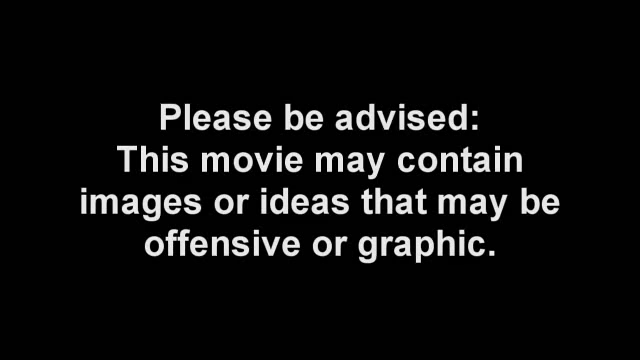 Please be advised:
This movie may contain
images or ideas that may be
offensive or graphic.